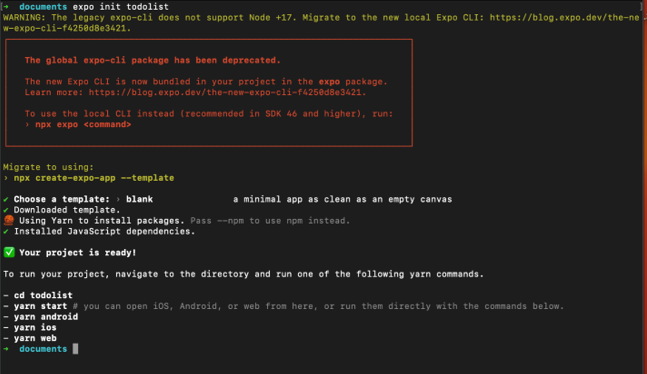 → documents expo init todolist
WARNING: The legacy expo-cli does not support Node +17. Migrate to the new local Expo CLI: https://blog.expo.dev/the-ne
w-expo-cli-f4250d8e3421.
The global expo-cli package has been deprecated.
The new Expo CLI is now bundled in your project in the expo package.
Learn more: https://blog.expo.dev/the-new-expo-cli-f4250d8e3421.
To use the local CLI instead (recommended in SDK 46 and higher), run:
› npx expo <command>
Migrate to using:
› npx create-expo-app --template
✔ Choose a template: › blank a minimal app as clean as an empty canvas
✔ Downloaded template.
🧶 Using Yarn to install packages. Pass --npm to use npm instead.
✔ Installed JavaScript dependencies.
✅ Your project is ready!
To run your project, navigate to the directory and run one of the following yarn commands.
- cd todolist
- yarn start # you can open iOS, Android, or web from here, or run them directly with the commands below.
- yarn android
- yarn ios
- yarn web
→ documents